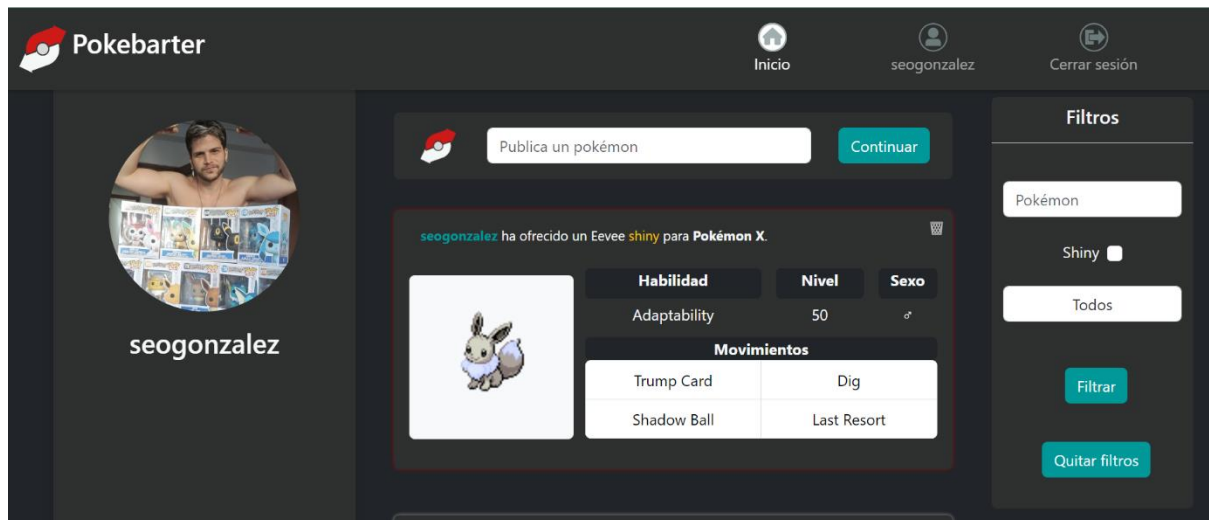 Pokebarter
Inicio
seogonzalez
Cerrar sesión
seogonzalez
Publica un pokémon
Continuar
seogonzalez ha ofrecido un Eevee shiny para Pokémon X.
Habilidad Nivel Sexo
Adaptability 50 ♂
Movimientos
Trump Card Dig
Shadow Ball Last Resort
Filtros
Pokémon
Shiny
Todos
Filtrar
Quitar filtros